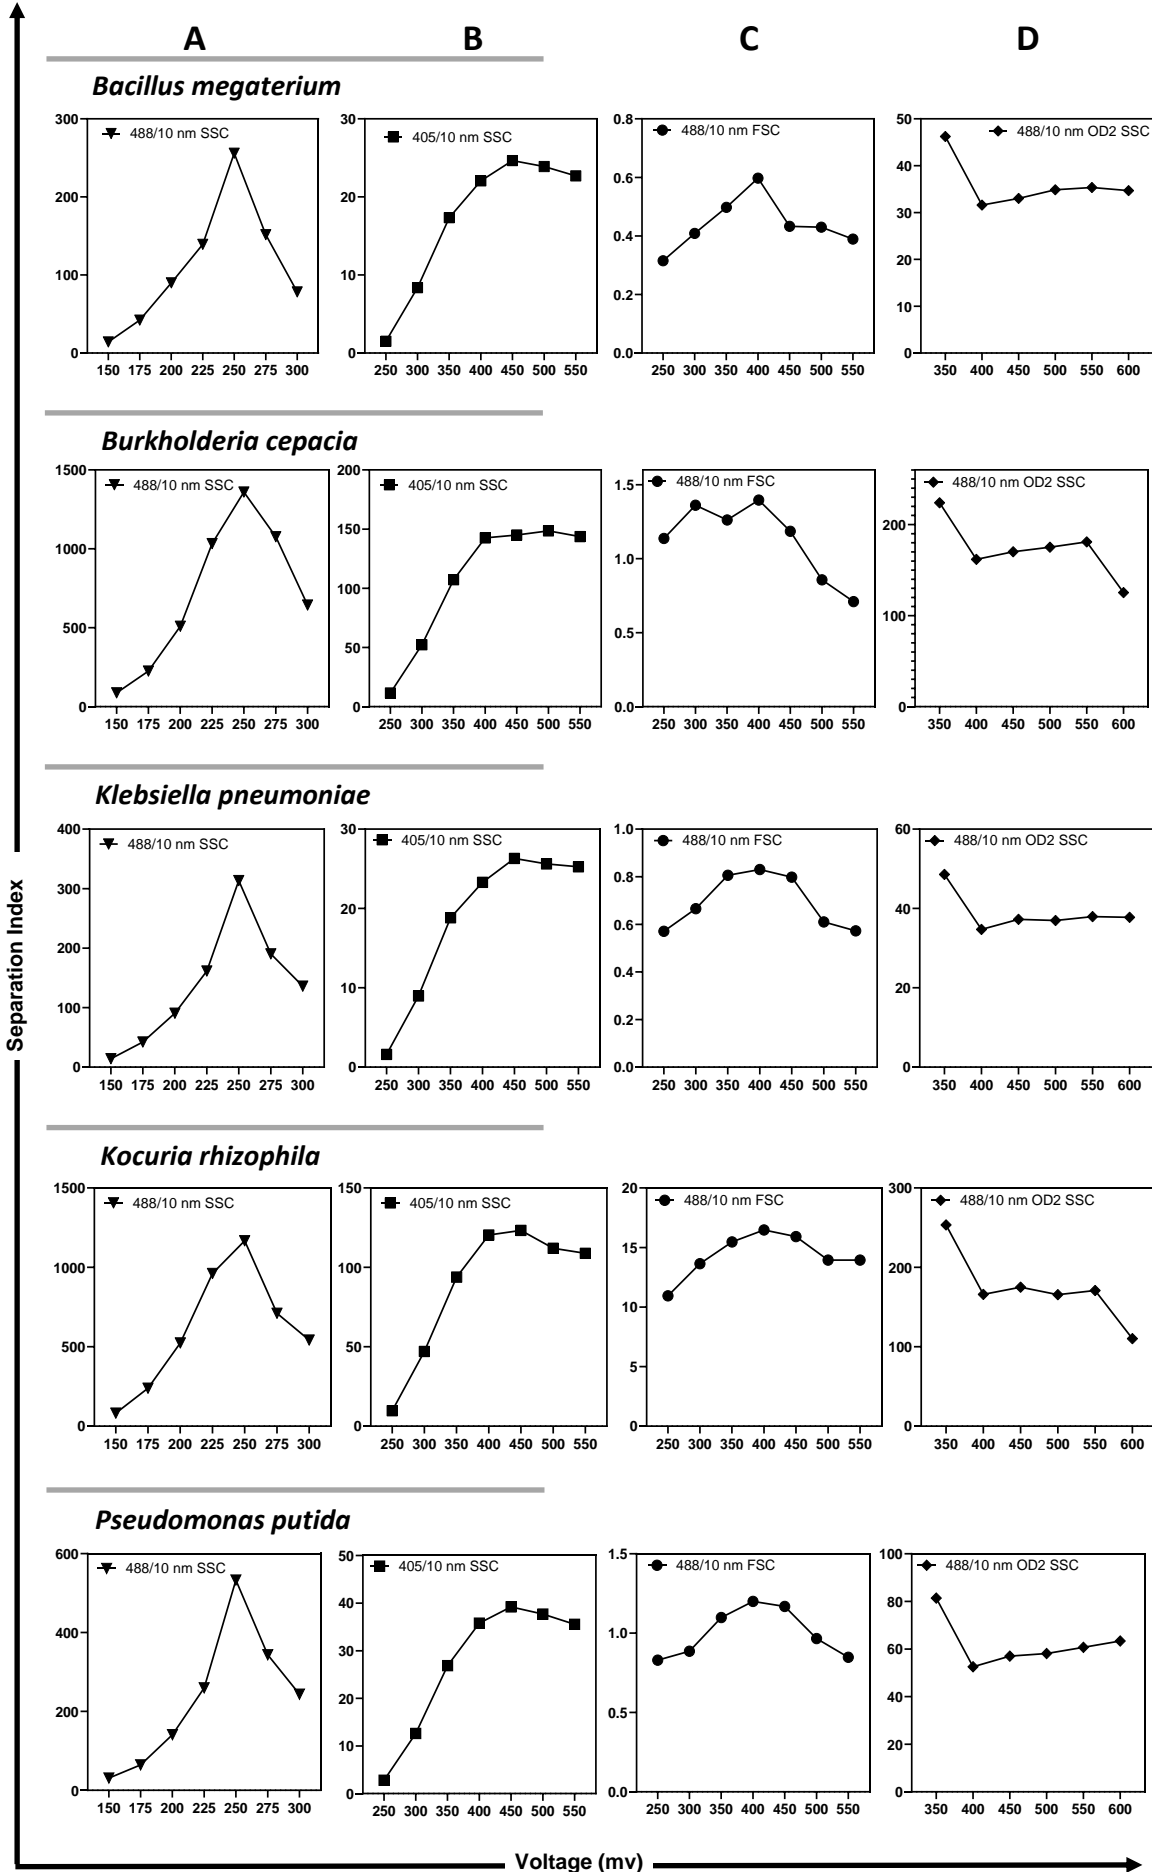 A B C D
Bacillus megaterium
488/10 nm SSC 405/10 nm SSC 488/10 nm FSC 488/10 nm OD2 SSC
300 30 0.8 50
40
200 20 0.6 30
0.4
100 10 20
0.2 10
0 0 0.0 0
150 175 200 225 250 275 300 250 300 350 400 450 500 550 250 300 350 400 450 500 550 350 400 450 500 550 600
Burkholderia cepacia
488/10 nm SSC 405/10 nm SSC 488/10 nm FSC 488/10 nm OD2 SSC
1500 200 1.5
150 200
1000 1.0
100
500 50 0.5 100
0 0 0.0 0
150 175 200 225 250 275 300 250 300 350 400 450 500 550 250 300 350 400 450 500 550 350 400 450 500 550 600
Klebsiella pneumoniae
488/10 nm SSC 405/10 nm SSC 488/10 nm FSC 488/10 nm OD2 SSC
400 30 1.0 60
300 20 0.8 40
200 0.6
100 10 0.4 20
0.2
0 0 0.0 0
150 175 200 225 250 275 300 250 300 350 400 450 500 550 250 300 350 400 450 500 550 350 400 450 500 550 600
Kocuria rhizophila
488/10 nm SSC 405/10 nm SSC 488/10 nm FSC 488/10 nm OD2 SSC
1500 150 20 300
1000 100 15 200
10
500 50 5 100
0 0 0 0
150 175 200 225 250 275 300 250 300 350 400 450 500 550 250 300 350 400 450 500 550 350 400 450 500 550 600
Pseudomonas putida
488/10 nm SSC 405/10 nm SSC 488/10 nm FSC 488/10 nm OD2 SSC
600 50 1.5 100
400 40 1.0 80
30 60
200 20 0.5 40
10 20
0 0 0.0 0
150 175 200 225 250 275 300 250 300 350 400 450 500 550 250 300 350 400 450 500 550 350 400 450 500 550 600
Separation Index
Voltage (mv)